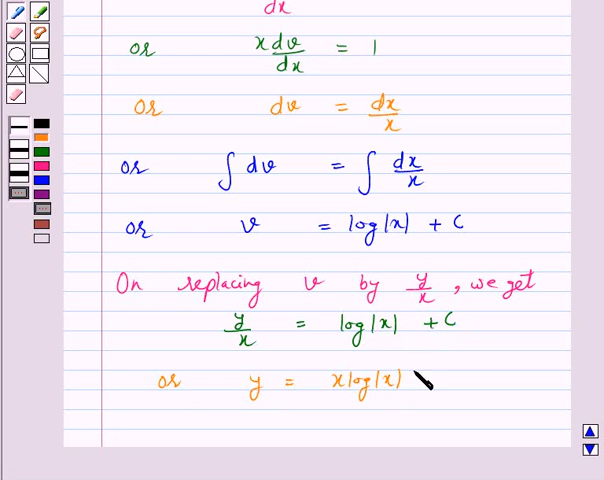 dx
or x dv/dx = 1
or dv = dx/x
or ∫ dv = ∫ dx/x
or v = log|x| + C
On replacing v by y/x, we get
y/x = log|x| + C
or y = x log|x|